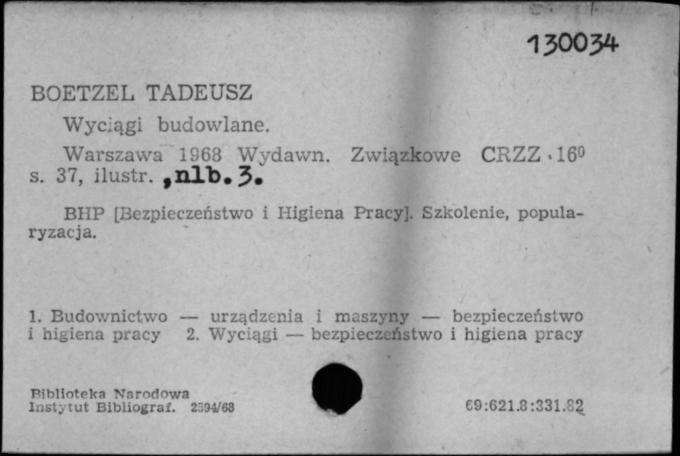 130034
BOETZEL TADEUSZ
Wyciągi budowlane.
Warszawa 1968 Wydawn. Związkowe CRZZ . 16⁰
s. 37, ilustr. ,nlb. 3.
BHP [Bezpieczeństwo i Higiena Pracy]. Szkolenie, popula-
ryzacja.
1. Budownictwo — urządzenia i maszyny — bezpieczeństwo
i higiena pracy 2. Wyciągi — bezpieczeństwo i higiena pracy
Biblioteka Narodowa
Instytut Bibliograf. 2594/68
69:621.8:331.82